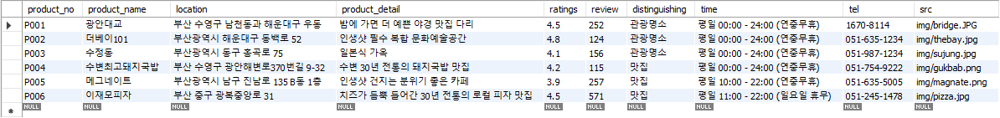 product_no product_name location product_detail ratings review distinguishing time tel src
P001 광안대교 부산 수영구 남천동과 해운대구 우동 밤에 가면 더 예쁜 야경 맛집 다리 4.5 252 관광명소 평일 00:00 - 24:00 (연중무휴) 1670-8114 img/bridge.JPG
P002 더베이101 부산광역시 해운대구 동백로 52 인생샷 필수 복합 문화예술공간 4.8 124 관광명소 평일 00:00 - 24:00 (연중무휴) 051-635-1234 img/thebay.jpg
P003 수정동 부산광역시 동구 홍곡로 75 일본식 가옥 4.1 156 관광명소 평일 00:00 - 24:00 (연중무휴) 051-987-1234 img/sujung.jpg
P004 수변최고돼지국밥 부산 수영구 광안해변로370번길 9-32 수변 30년 전통의 돼지국밥 맛집 4.2 115 맛집 평일 00:00 - 24:00 (연중무휴) 051-754-9222 img/gukbab.png
P005 메그네이트 부산광역시 남구 진남로 135 B동 1층 인생샷 건지는 분위기 좋은 카페 3.9 257 맛집 평일 10:00 - 22:00 (연중무휴) 051-635-5005 img/magnate.png
P006 이재모피자 부산 중구 광복중앙로 31 치즈가 듬뿍 들어간 30년 전통의 로컬 피자 맛집 4.5 571 맛집 평일 11:00 - 22:00 (일요일 휴무) 051-245-1478 img/pizza.jpg
NULL NULL NULL NULL NULL NULL NULL NULL NULL NULL